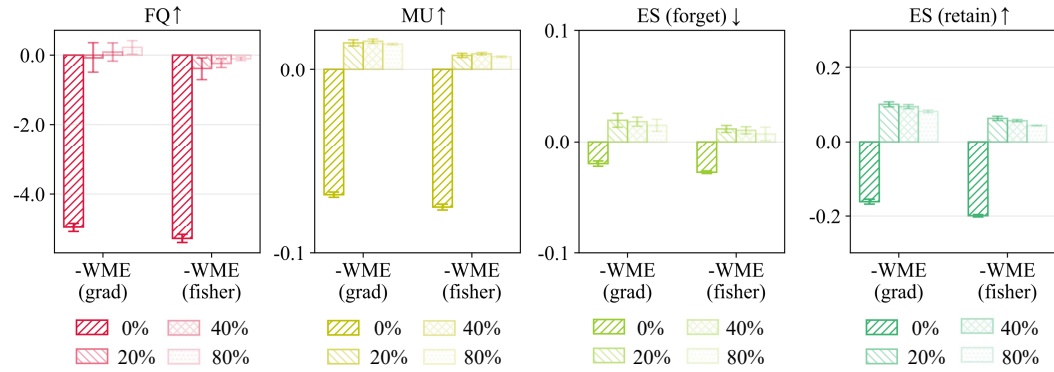 FQ↑
0.0
-2.0
-4.0
-WME
(grad)
-WME
(fisher)
0%
40%
20%
80%
MU↑
0.0
-0.1
-WME
(grad)
-WME
(fisher)
0%
40%
20%
80%
ES (forget)↓
0.1
0.0
-0.1
-WME
(grad)
-WME
(fisher)
0%
40%
20%
80%
ES (retain)↑
0.2
0.0
-0.2
-WME
(grad)
-WME
(fisher)
0%
40%
20%
80%